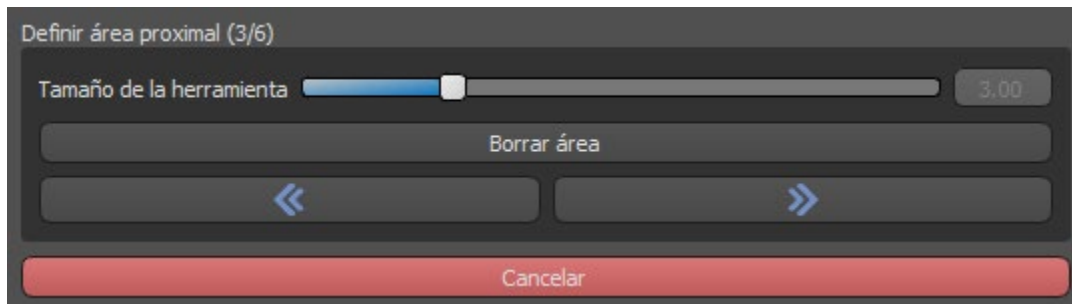 Definir área proximal (3/6)
Tamaño de la herramienta 3.00
Borrar área
Cancelar